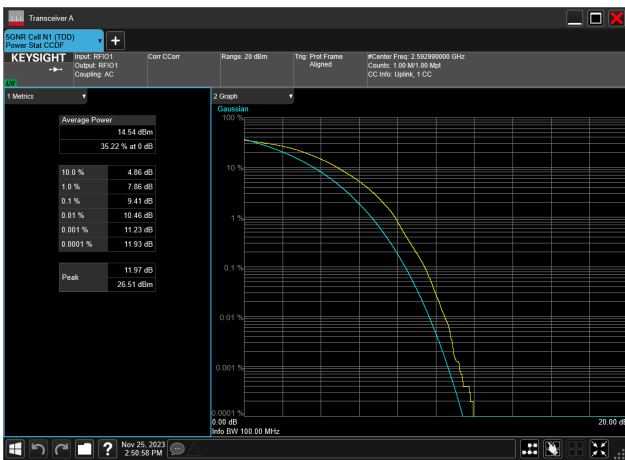 Transceiver A
5GNR Cell N1 (TDD)
Power Stat CCDF
KEYSIGHT
LVL
Input: RFIO1
Output: RFIO1
Coupling: AC
Corr CCorr
Range: 20 dBm
Trig: Prot Frame
Aligned
#Center Freq: 2.592990000 GHz
Counts: 1.00 M/1.00 Mpt
CC Info: Uplink, 1 CC
1 Metrics
Average Power
14.54 dBm
35.22 % at 0 dB
10.0 % 4.86 dB
1.0 % 7.86 dB
0.1 % 9.41 dB
0.01 % 10.46 dB
0.001 % 11.23 dB
0.0001 % 11.93 dB
Peak
11.97 dB
26.51 dBm
2 Graph
Gaussian
100 %
10 %
1 %
0.1 %
0.01 %
0.001 %
0.0001 %
0.00 dB
20.00 dB
Info BW 100.00 MHz
Nov 25, 2023
2:50:58 PM